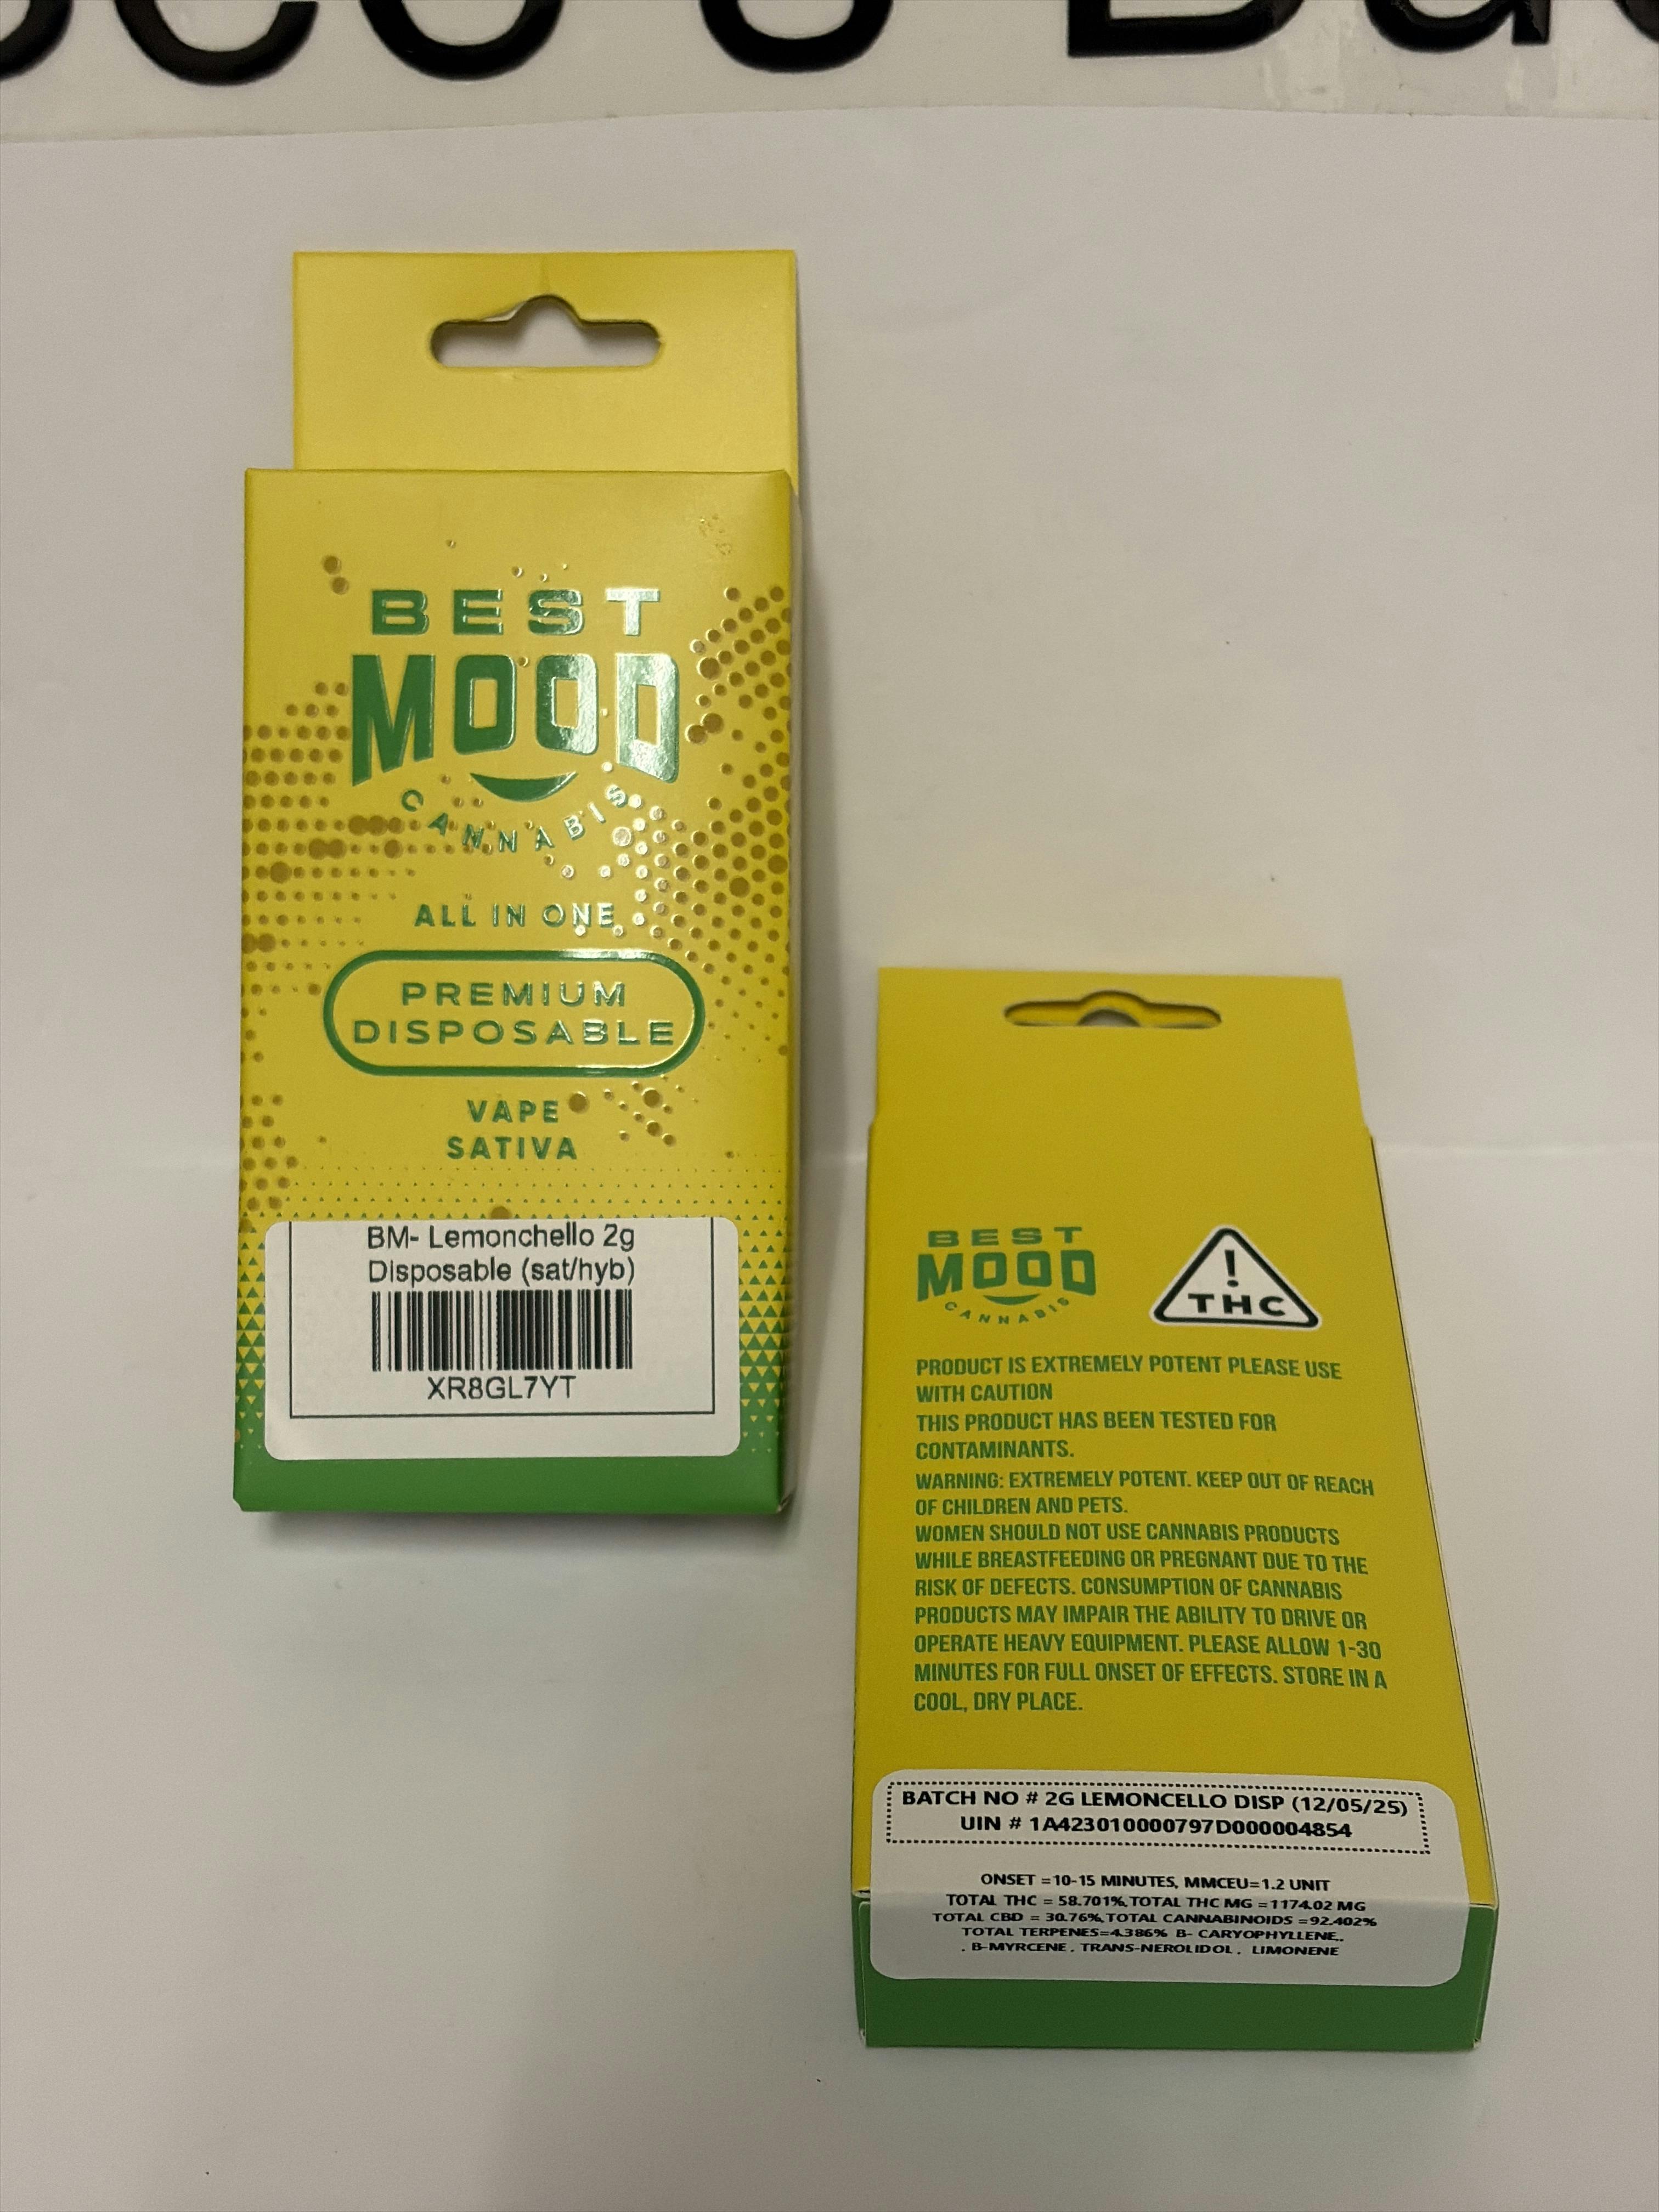 BEST
MOOD
CANNABIS
ALL IN ONE
PREMIUM
DISPOSABLE
VAPE
SATIVA
BM- Lemonchello 2g
Disposable (sat/hyb)
XR8GL7YT
BEST
MOOD
CANNABIS
!
THC
PRODUCT IS EXTREMELY POTENT PLEASE USE
WITH CAUTION
THIS PRODUCT HAS BEEN TESTED FOR
CONTAMINANTS.
WARNING: EXTREMELY POTENT. KEEP OUT OF REACH
OF CHILDREN AND PETS.
WOMEN SHOULD NOT USE CANNABIS PRODUCTS
WHILE BREASTFEEDING OR PREGNANT DUE TO THE
RISK OF DEFECTS. CONSUMPTION OF CANNABIS
PRODUCTS MAY IMPAIR THE ABILITY TO DRIVE OR
OPERATE HEAVY EQUIPMENT. PLEASE ALLOW 1-30
MINUTES FOR FULL ONSET OF EFFECTS. STORE IN A
COOL, DRY PLACE.
BATCH NO # 2G LEMONCELLO DISP (12/05/25)
UIN # 1A423010000797D000004854
ONSET =10-15 MINUTES, MMCEU=1.2 UNIT
TOTAL THC = 58.701%,TOTAL THC MG =1174.02 MG
TOTAL CBD = 30.76%,TOTAL CANNABINOIDS =92.402%
TOTAL TERPENES=4.386% B- CARYOPHYLLENE,.
. B-MYRCENE , TRANS-NEROLIDOL , LIMONENE